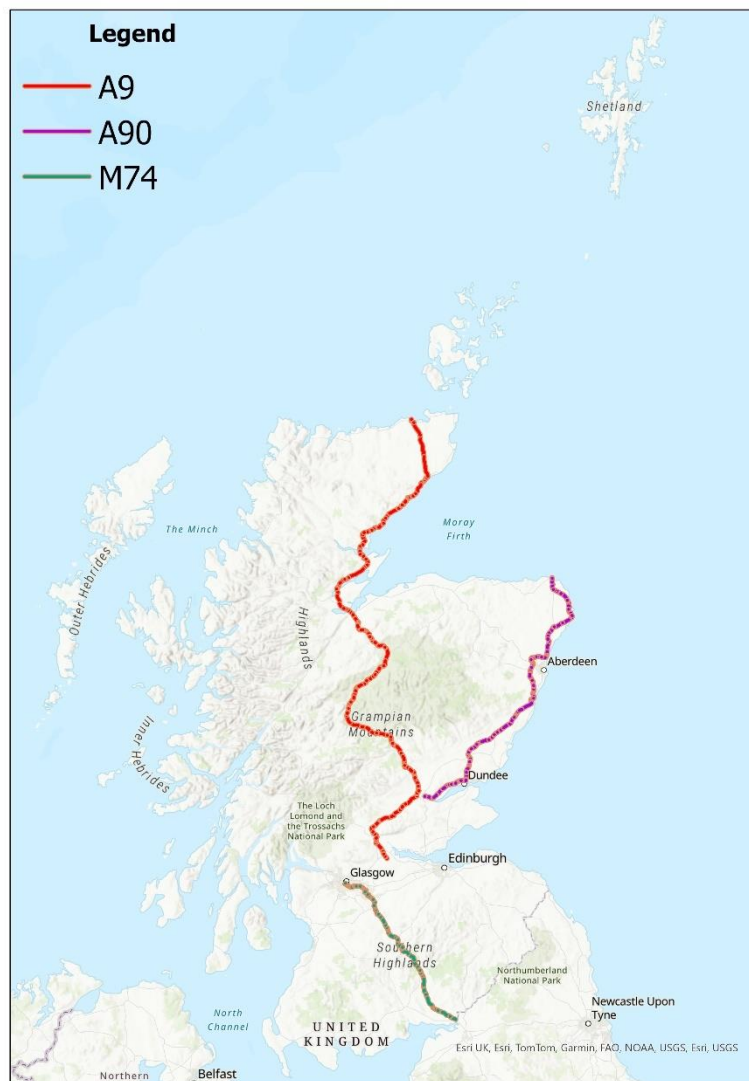 Legend
A9
A90
M74
Shetland
The Minch
Moray
Firth
Outer Hebrides
Highlands
Aberdeen
Grampian
Mountains
Inner Hebrides
Dundee
The Loch
Lomond and
the Trossachs
National Park
Edinburgh
Glasgow
Southern
Highlands
Northumberland
National Park
North
Channel
Newcastle Upon
Tyne
UNITED
KINGDOM
Esri UK, Esri, TomTom, Garmin, FAO, NOAA, USGS, Esri, USGS
Northern
Belfast